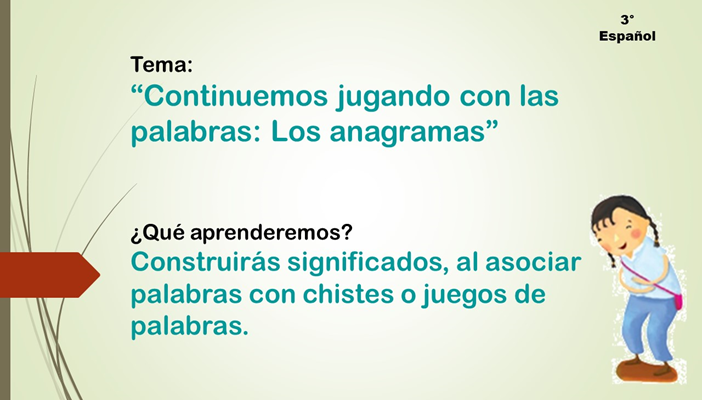 3°
Español
Tema:
“Continuemos jugando con las
palabras: Los anagramas”
¿Qué aprenderemos?
Construirás significados, al asociar
palabras con chistes o juegos de
palabras.